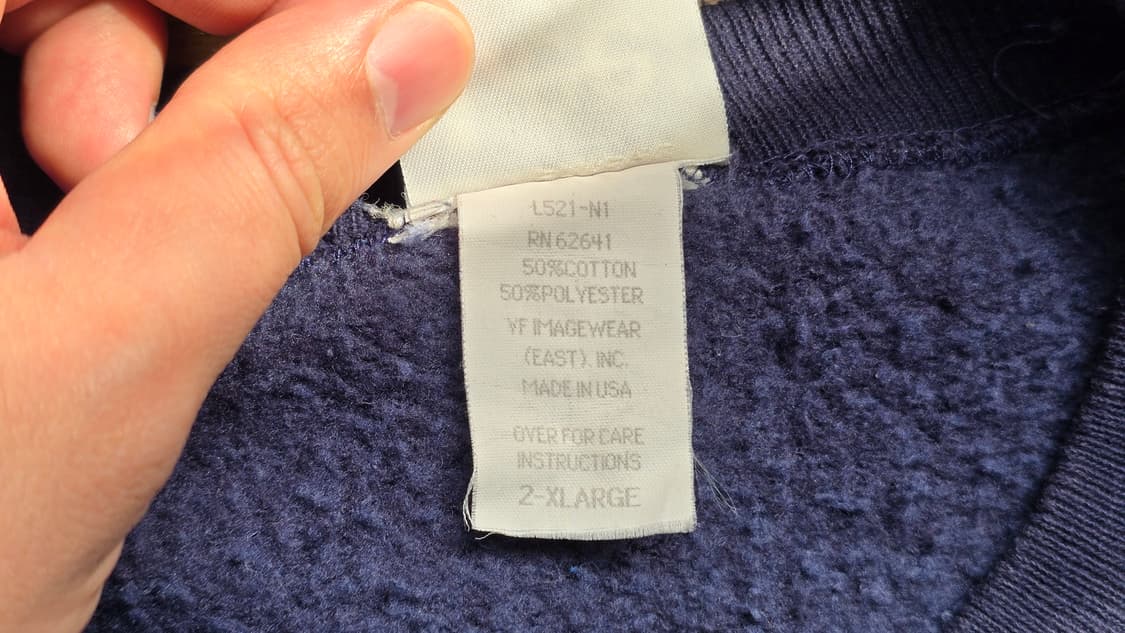 L521-N1
RN 62641
50%COTTON
50%POLYESTER
VF IMAGEWEAR
(EAST), INC.
MADE IN USA
OVER FOR CARE
INSTRUCTIONS
2-XLARGE